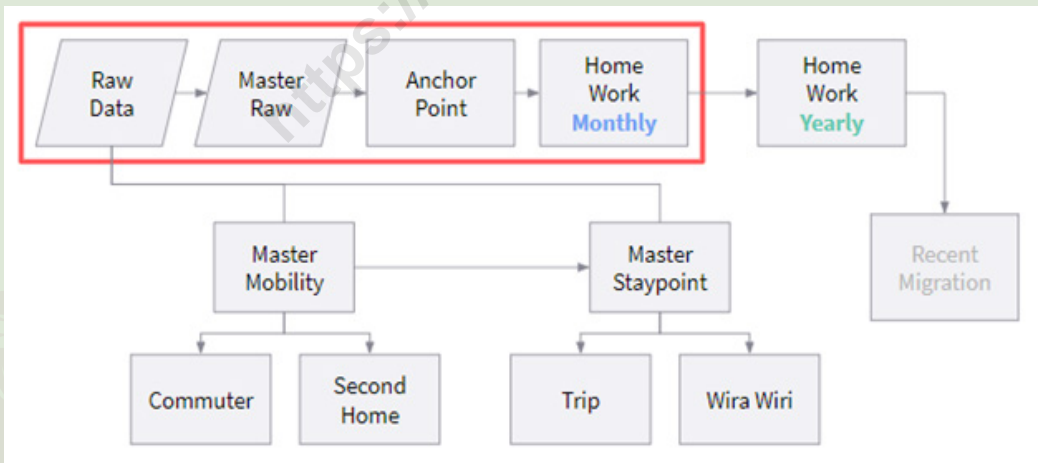 Raw
Data
Master
Raw
Anchor
Point
Home
Work
Monthly
Home
Work
Yearly
Master
Mobility
Master
Staypoint
Recent
Migration
Commuter
Second
Home
Trip
Wira Wiri
https:/